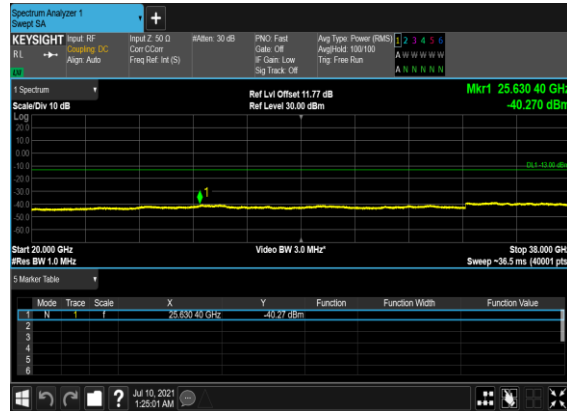 Spectrum Analyzer 1
Swept SA
KEYSIGHT Input: RF Input Z: 50 Ω #Atten: 30 dB PNO: Fast Avg Type: Power (RMS) 1 2 3 4 5 6
RL Coupling: DC Corr CCorr Gate: Off Avg|Hold: 100/100 A W W W W W
Align: Auto Freq Ref: Int (S) IF Gain: Low Trig: Free Run
Sig Track: Off A N N N N N
1 Spectrum Ref Lvl Offset 11.77 dB Mkr1 25.630 40 GHz
Scale/Div 10 dB Ref Level 30.00 dBm -40.270 dBm
Log
20.0
10.0
0.00
-10.0 DL1 -13.00 dBm
-20.0
-30.0
-40.0 1
-50.0
-60.0
Start 20.000 GHz Video BW 3.0 MHz* Stop 38.000 GHz
#Res BW 1.0 MHz Sweep ~36.5 ms (40001 pts
5 Marker Table
Mode Trace Scale X Y Function Function Width Function Value
1 N 1 f 25.630 40 GHz -40.27 dBm
2
3
4
5
6
? Jul 10, 2021
1:25:01 AM